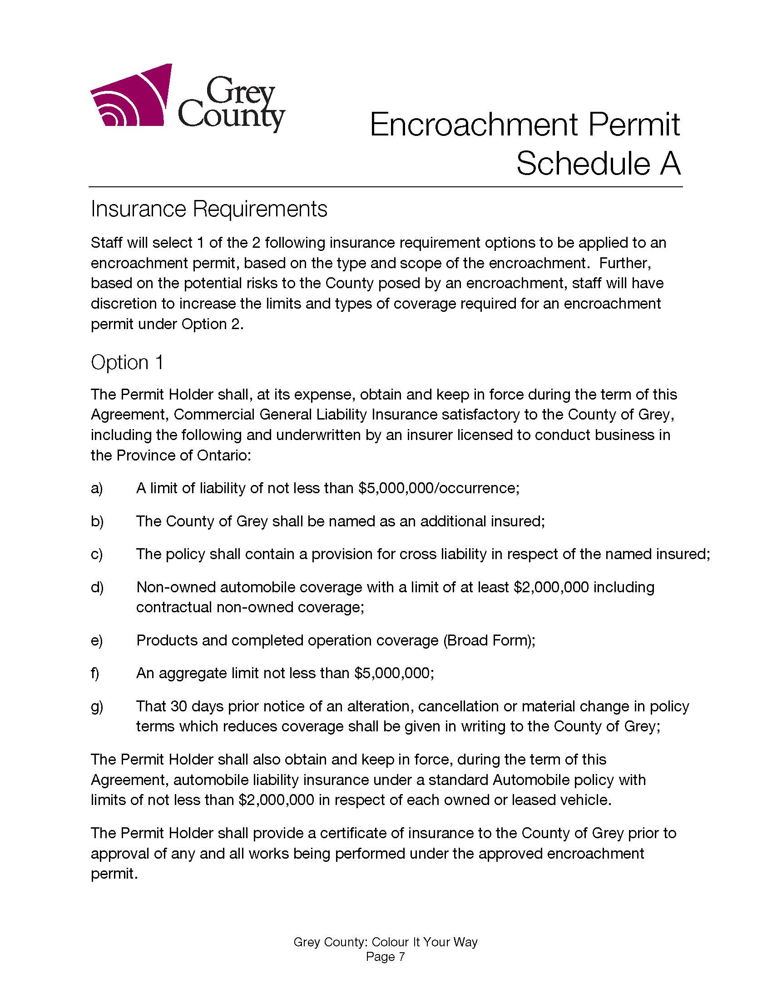 Grey
County
Encroachment Permit
Schedule A
Insurance Requirements
Staff will select 1 of the 2 following insurance requirement options to be applied to an
encroachment permit, based on the type and scope of the encroachment.  Further,
based on the potential risks to the County posed by an encroachment, staff will have
discretion to increase the limits and types of coverage required for an encroachment
permit under Option 2.
Option 1
The Permit Holder shall, at its expense, obtain and keep in force during the term of this
Agreement, Commercial General Liability Insurance satisfactory to the County of Grey,
including the following and underwritten by an insurer licensed to conduct business in
the Province of Ontario:
a) A limit of liability of not less than $5,000,000/occurrence;
b) The County of Grey shall be named as an additional insured;
c) The policy shall contain a provision for cross liability in respect of the named insured;
d) Non-owned automobile coverage with a limit of at least $2,000,000 including
contractual non-owned coverage;
e) Products and completed operation coverage (Broad Form);
f) An aggregate limit not less than $5,000,000;
g) That 30 days prior notice of an alteration, cancellation or material change in policy
terms which reduces coverage shall be given in writing to the County of Grey;
The Permit Holder shall also obtain and keep in force, during the term of this
Agreement, automobile liability insurance under a standard Automobile policy with
limits of not less than $2,000,000 in respect of each owned or leased vehicle.
The Permit Holder shall provide a certificate of insurance to the County of Grey prior to
approval of any and all works being performed under the approved encroachment
permit.
Grey County: Colour It Your Way
Page 7